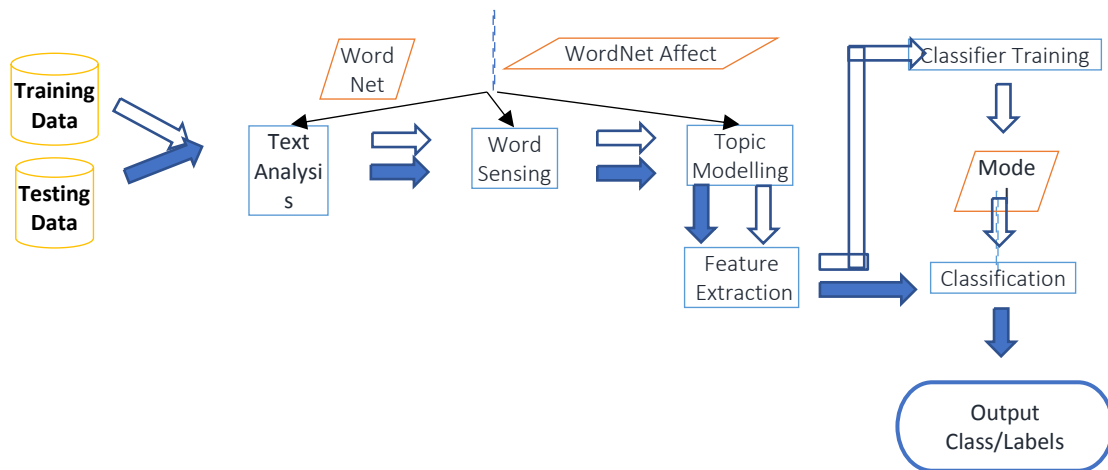 Word
Net
WordNet Affect
Classifier Training
Training
Data
Testing
Data
Text
Analysi
s
Word
Sensing
Topic
Modelling
Mode
l
Feature
Extraction
Classification
Output
Class/Labels